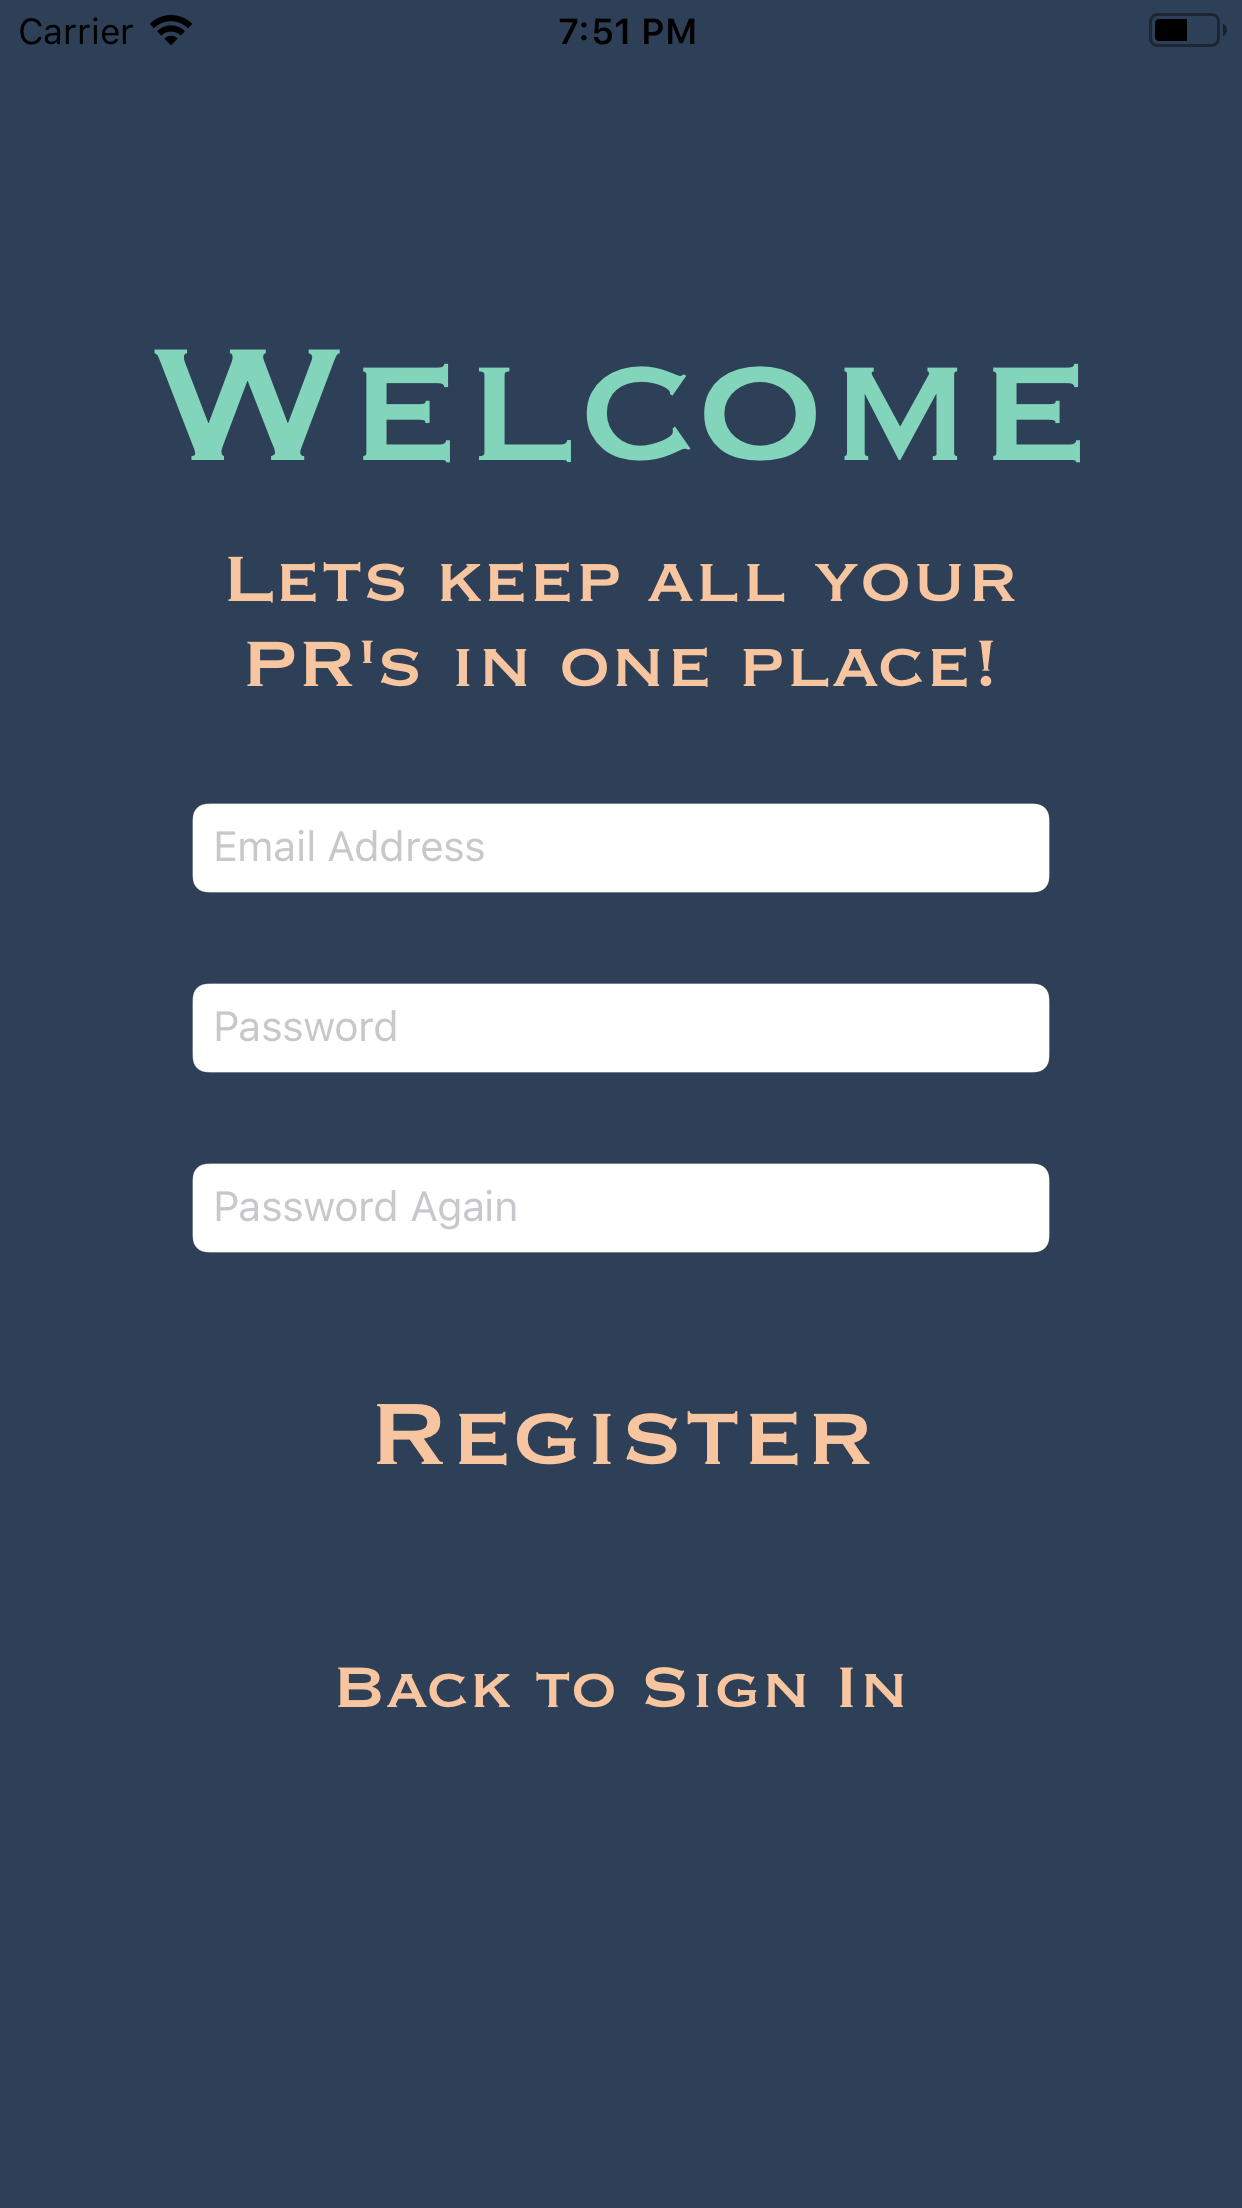 Carrier
7:51 PM
Welcome
Lets keep all your
PR's in one place!
Email Address
Password
Password Again
Register
Back to Sign In